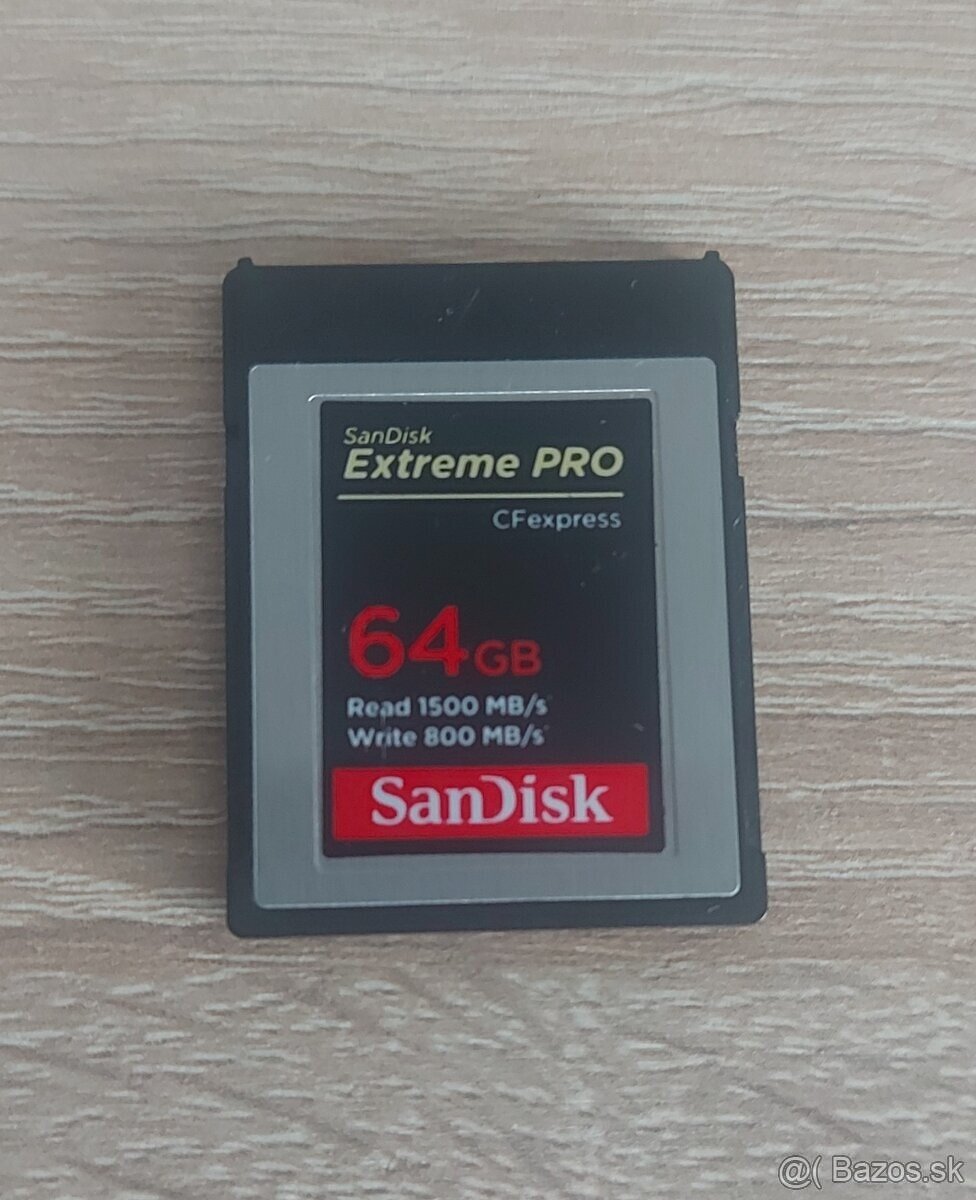 SanDisk
Extreme PRO
CFexpress
64GB
Read 1500 MB/s
Write 800 MB/s
SanDisk
@( Bazos.sk